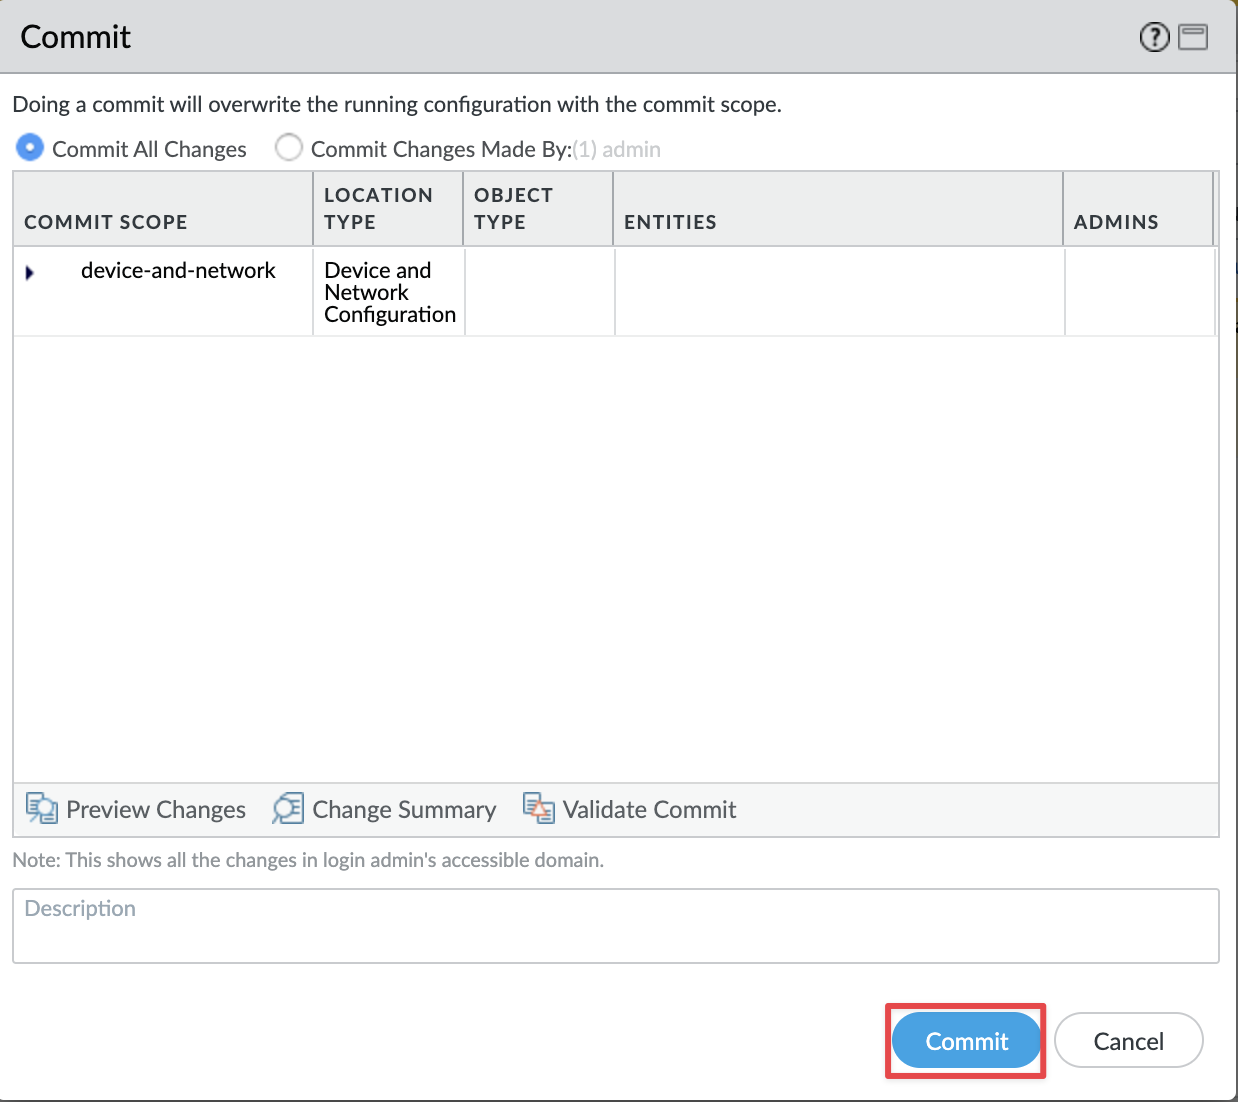 Commit
Doing a commit will overwrite the running configuration with the commit scope.
Commit All Changes
Commit Changes Made By:(1) admin
COMMIT SCOPE
LOCATION
TYPE
OBJECT
TYPE
ENTITIES
ADMINS
device-and-network
Device and
Network
Configuration
Preview Changes
Change Summary
Validate Commit
Note: This shows all the changes in login admin's accessible domain.
Description
Commit
Cancel